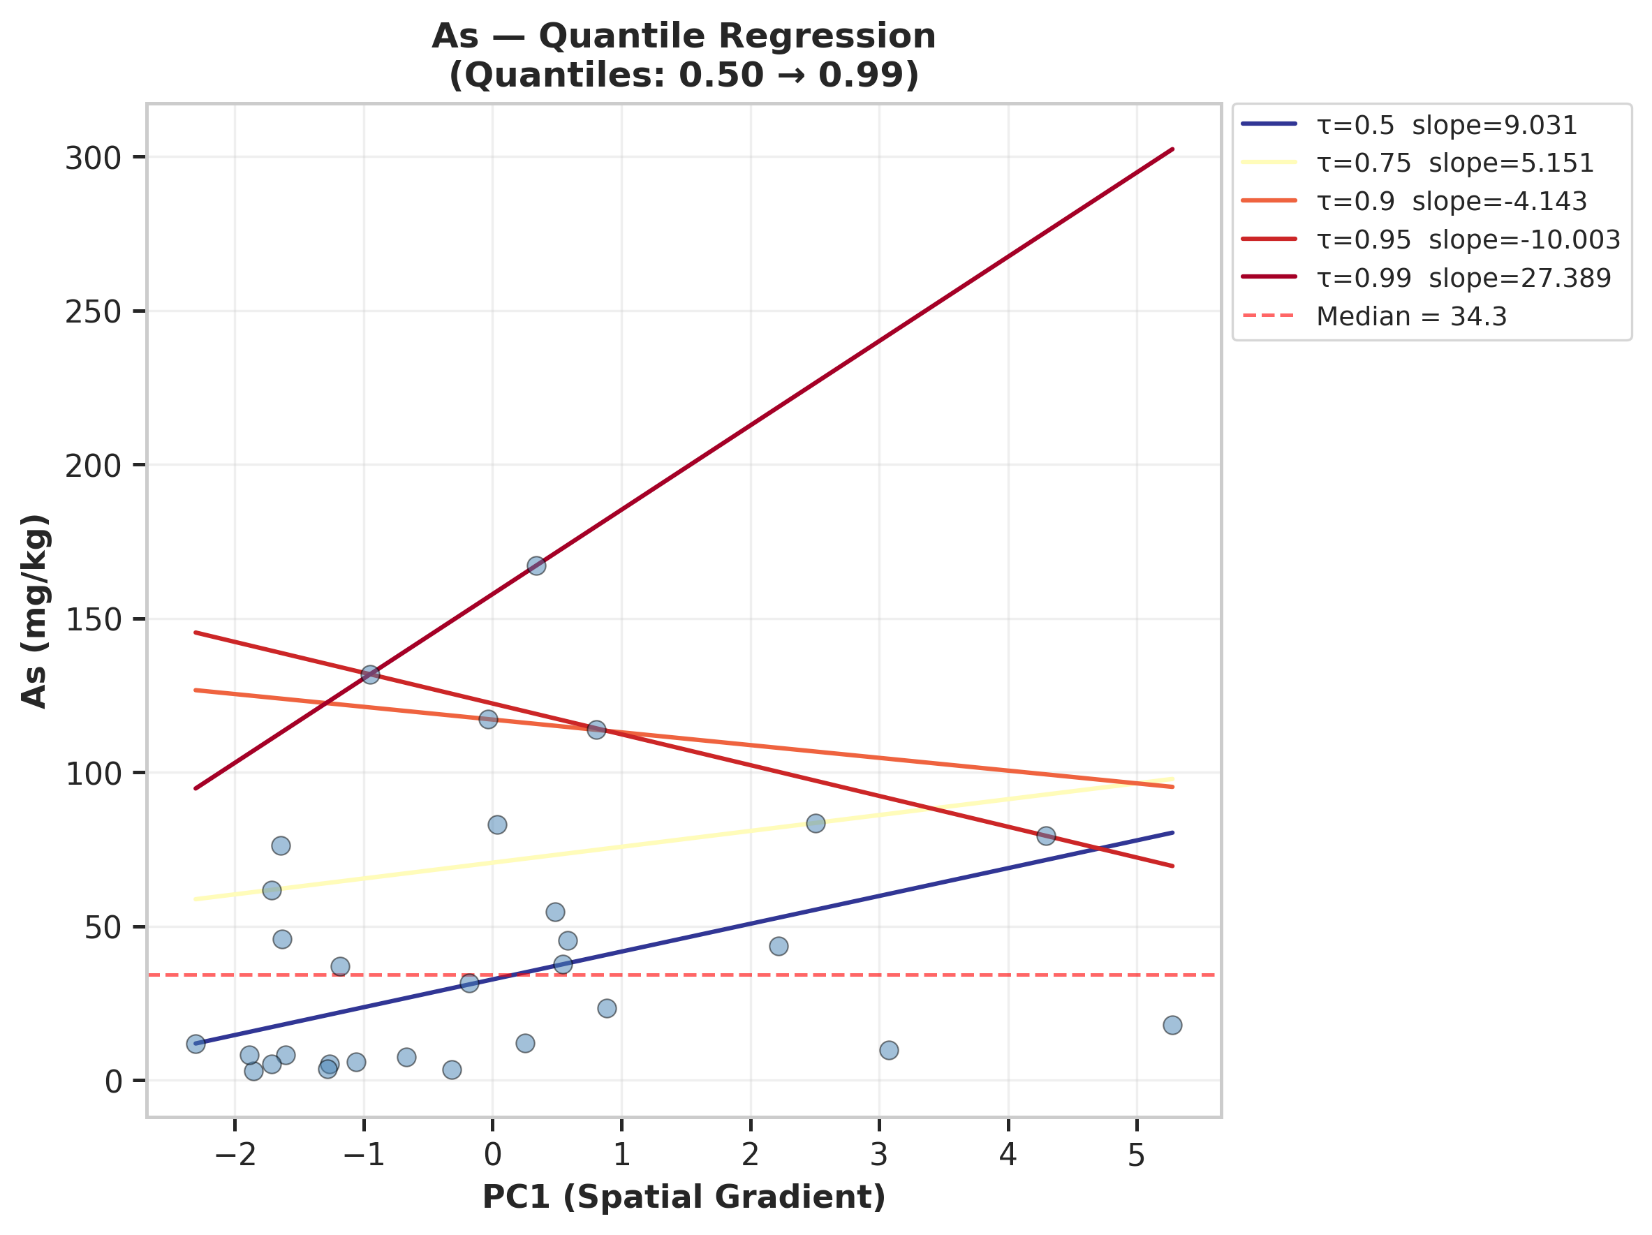 As — Quantile Regression
(Quantiles: 0.50 → 0.99)
τ=0.5  slope=9.031
τ=0.75  slope=5.151
τ=0.9  slope=-4.143
τ=0.95  slope=-10.003
τ=0.99  slope=27.389
Median = 34.3
As (mg/kg)
300
250
200
150
100
50
0
−2 −1 0 1 2 3 4 5
PC1 (Spatial Gradient)